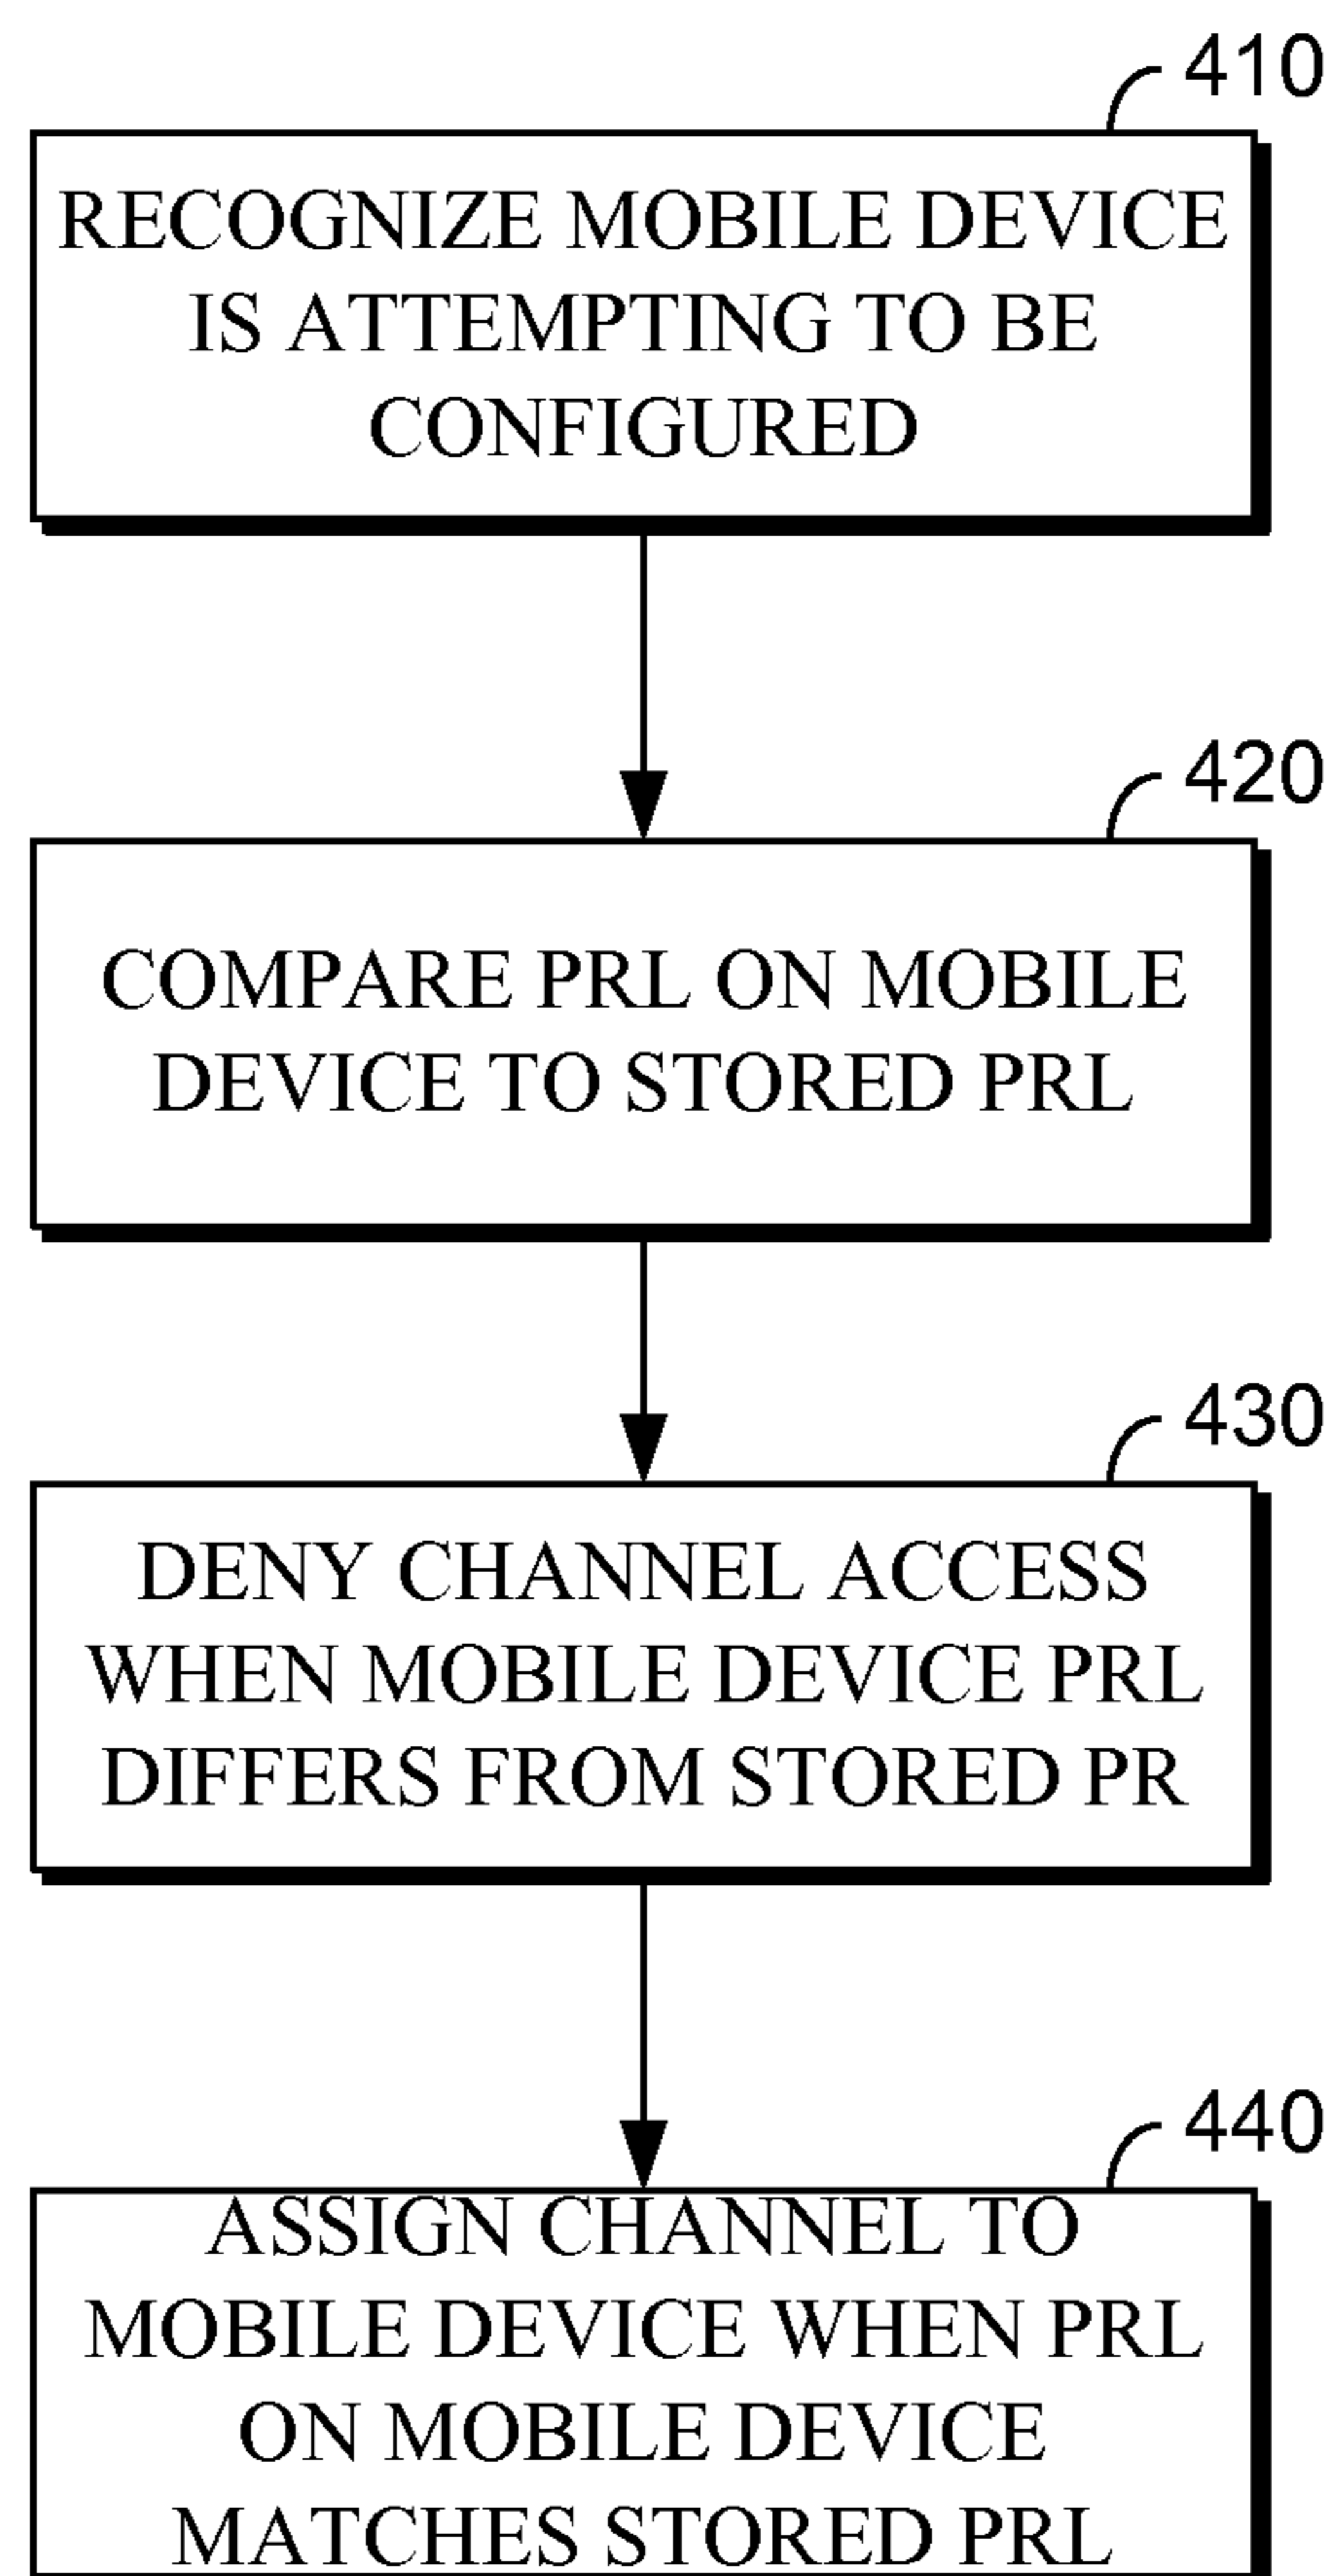 410
RECOGNIZE MOBILE DEVICE
IS ATTEMPTING TO BE
CONFIGURED
420
COMPARE PRL ON MOBILE
DEVICE TO STORED PRL
430
DENY CHANNEL ACCESS
WHEN MOBILE DEVICE PRL
DIFFERS FROM STORED PR
440
ASSIGN CHANNEL TO
MOBILE DEVICE WHEN PRL
ON MOBILE DEVICE
MATCHES STORED PRL